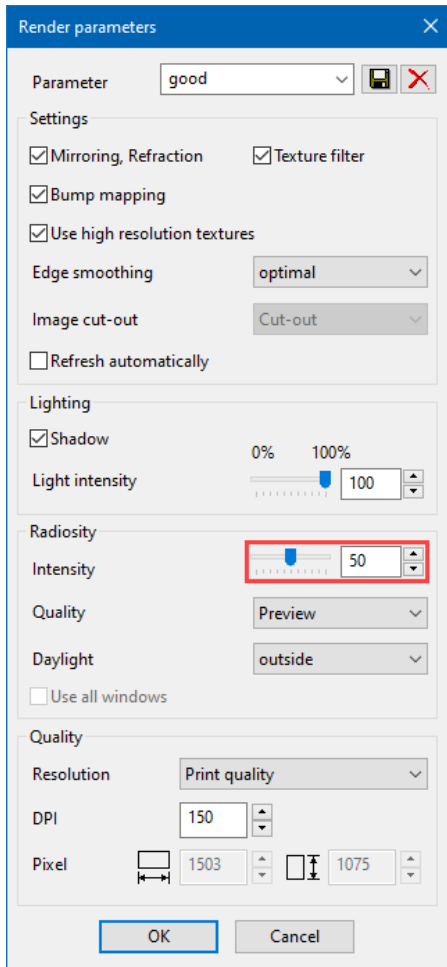 Render parameters
Parameter good
Settings
Mirroring, Refraction Texture filter
Bump mapping
Use high resolution textures
Edge smoothing optimal
Image cut-out Cut-out
Refresh automatically
Lighting
Shadow
0% 100%
Light intensity 100
Radiosity
Intensity 50
Quality Preview
Daylight outside
Use all windows
Quality
Resolution Print quality
DPI 150
Pixel 1503 1075
OK Cancel